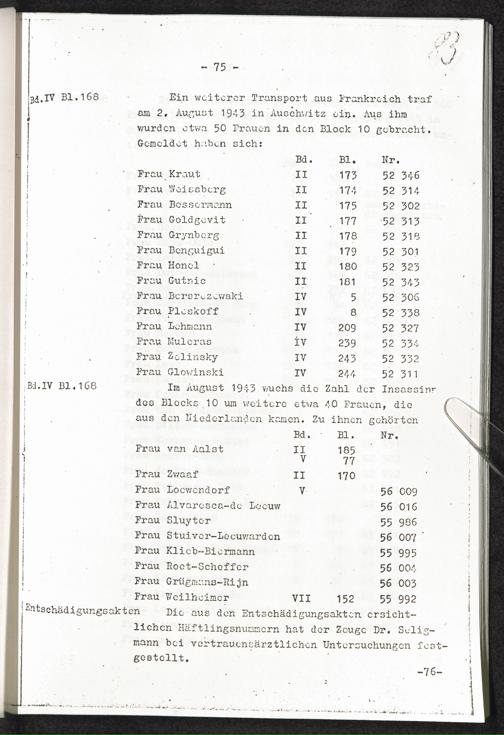 - 75 -
Bd.IV Bl.168 Ein weiterer Transport aus Frankreich traf
am 2. August 1943 in Auschwitz ein. Aus ihm
wurden etwa 50 Frauen in den Block 10 gebracht.
Gemeldet haben sich:
Bd. Bl. Nr.
Frau Kraut II 173 52 346
Frau Weissberg II 174 52 314
Frau Bessermann II 175 52 302
Frau Goldgevit II 177 52 313
Frau Grynberg II 178 52 318
Frau Benguigui II 179 52 301
Frau Honel II 180 52 323
Frau Gutnic II 181 52 343
Frau IV 5 52 306
Frau Pleskoff IV 8 52 338
Frau Lehmann IV 209 52 327
Frau Muleras IV 239 52 334
Frau Zelinsky IV 243 52 332
Frau Glowinski IV 244 52 311
Bd.IV Bl.168 Im August 1943 wuchs die Zahl der Insassinn
des Blocks 10 um weitere etwa 40 Frauen, die
aus den Niederlanden kamen. Zu ihnen gehörten
Bd. Bl. Nr.
Frau van Aalst II 185
V 77
Frau Zwaaf II 170
Frau Loewendorf V 56 009
Frau Alvaresca-de Leeuw 56 016
Frau Sluyter 55 986
Frau Stuiver-Leeuwarden 56 007
Frau Klieb-Biermann 55 995
Frau Root-Scheffer 56 004
Frau Grügmans-Rijn 56 003
Frau Weilheimer VII 152 55 992
Entschädigungsakten Die aus den Entschädigungsakten ersicht-
lichen Häftlingsnummern hat der Zeuge Dr. Selig-
mann bei vertrauensärztlichen Untersuchungen fest-
gestellt.
-76-